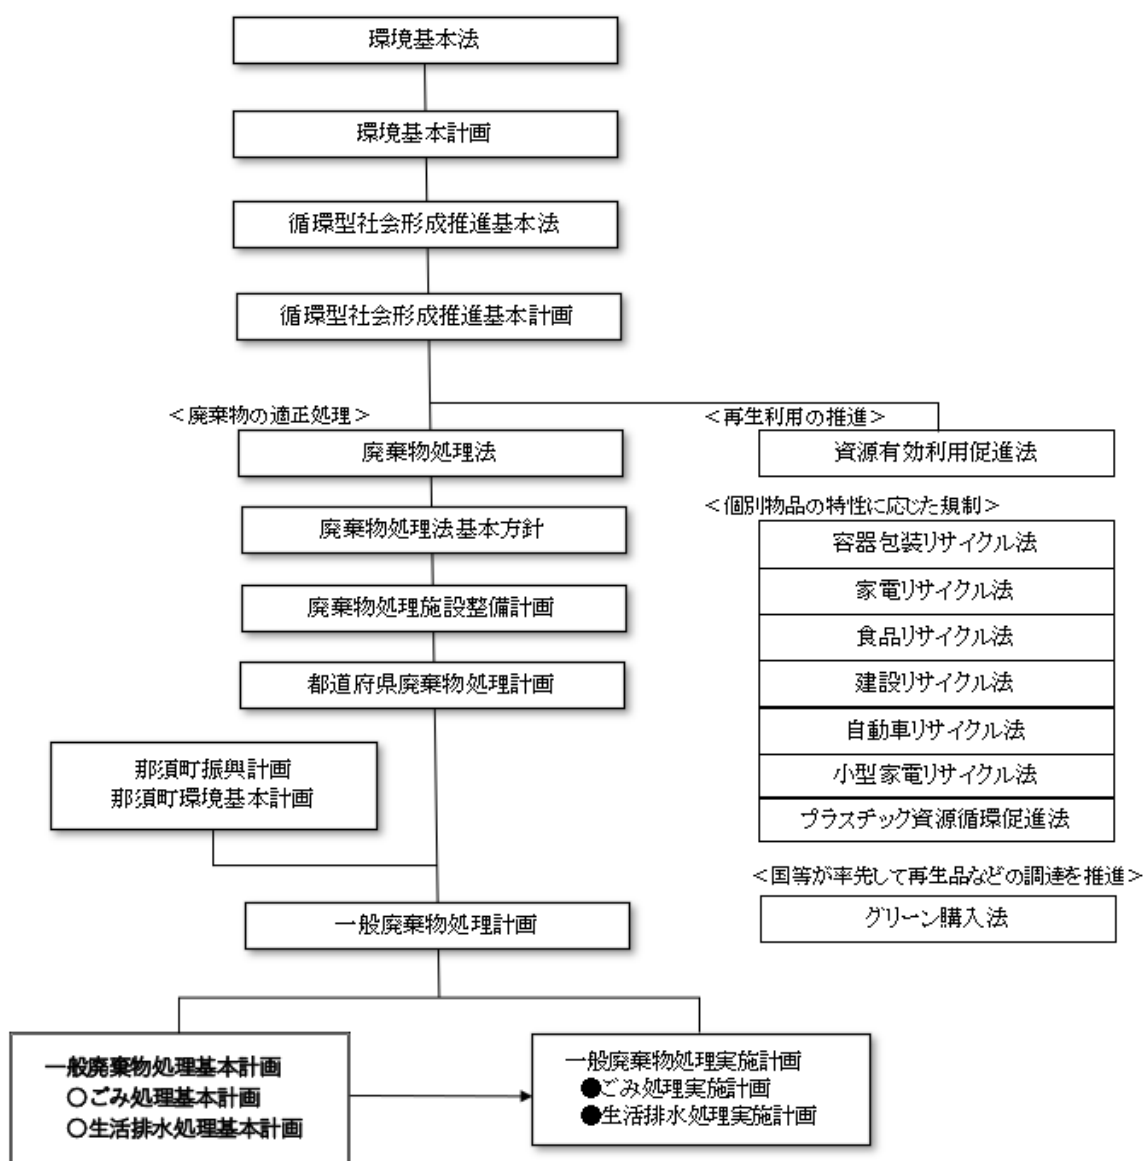 環境基本法
環境基本計画
循環型社会形成推進基本法
循環型社会形成推進基本計画
＜廃棄物の適正処理＞
廃棄物処理法
廃棄物処理法基本方針
廃棄物処理施設整備計画
都道府県廃棄物処理計画
那須町振興計画
那須町環境基本計画
一般廃棄物処理計画
一般廃棄物処理基本計画
○ごみ処理基本計画
○生活排水処理基本計画
一般廃棄物処理実施計画
●ごみ処理実施計画
●生活排水処理実施計画
＜再生利用の推進＞
資源有効利用促進法
＜個別物品の特性に応じた規制＞
容器包装リサイクル法
家電リサイクル法
食品リサイクル法
建設リサイクル法
自動車リサイクル法
小型家電リサイクル法
プラスチック資源循環促進法
＜国等が率先して再生品などの調達を推進＞
グリーン購入法